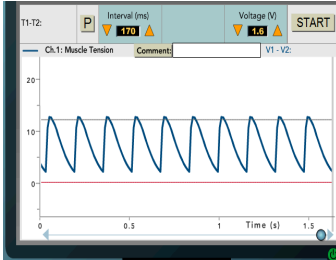 Interval (ms)
Voltage (V)
T1-T2:
P
170
1.6
START
Ch.1: Muscle Tension
Comment:
V1 - V2:
20
10
0
0
0.5
1
Time (s)
1.5